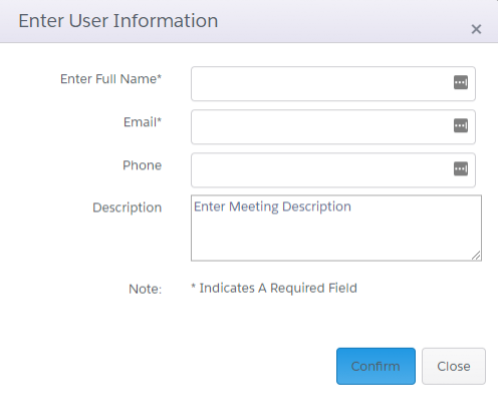 Enter User Information
×
Enter Full Name*
Email*
Phone
Description
Enter Meeting Description
Note:
* Indicates A Required Field
Confirm
Close